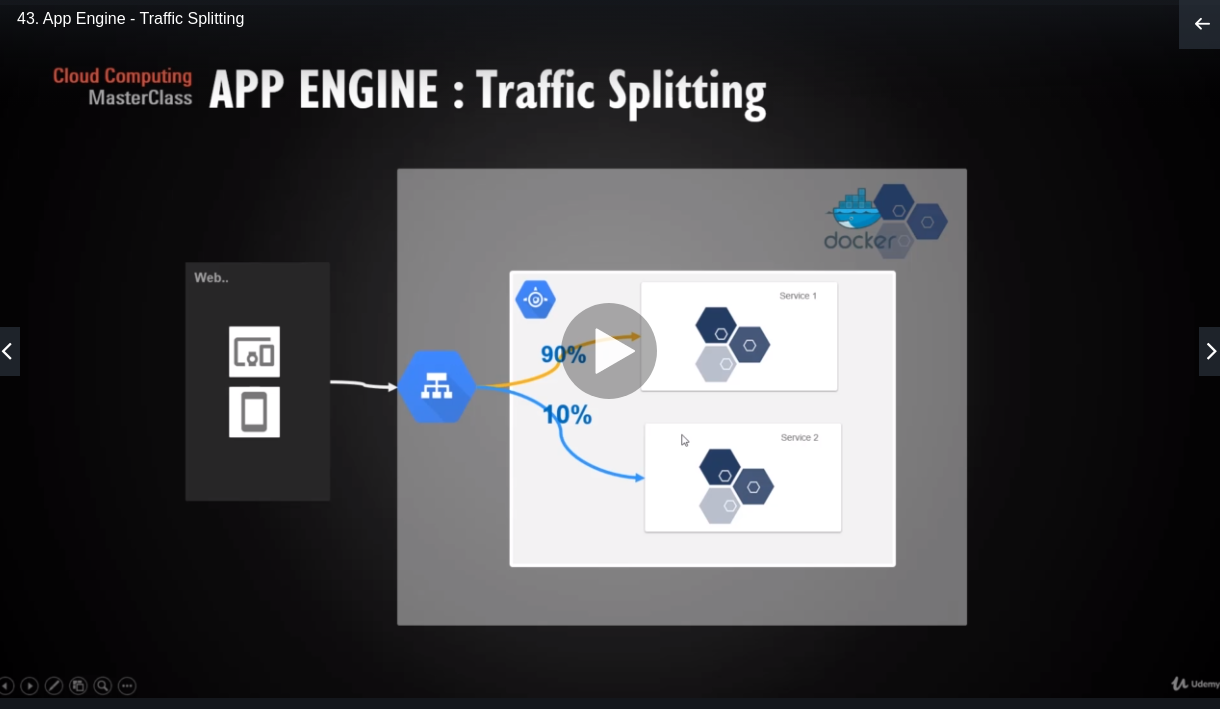 43. App Engine - Traffic Splitting
Cloud Computing
MasterClass
APP ENGINE : Traffic Splitting
docker
Web..
Service 1
90%
10%
Service 2
Udemy